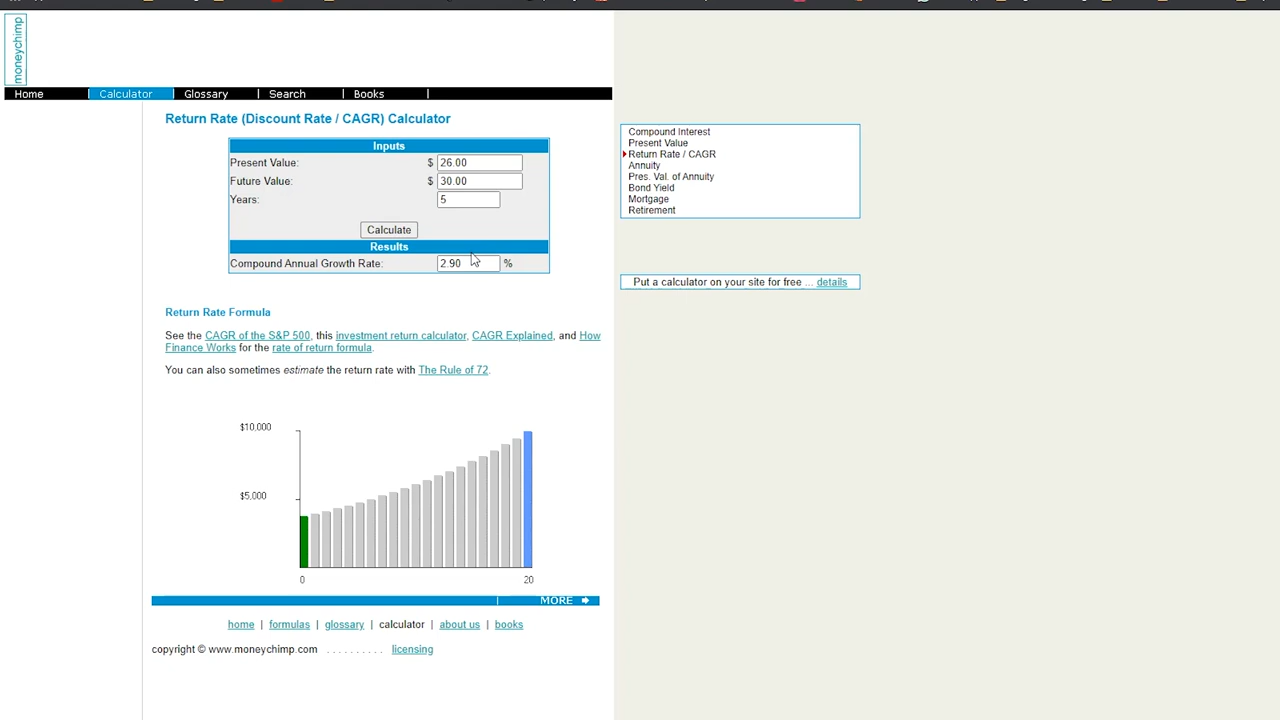 moneychimp
Home | Calculator | Glossary | Search | Books |
Return Rate (Discount Rate / CAGR) Calculator
Inputs
Present Value: $ 26.00
Future Value: $ 30.00
Years: 5
Calculate
Results
Compound Annual Growth Rate: 2.90 %
Compound Interest
Present Value
Return Rate / CAGR
Annuity
Pres. Val. of Annuity
Bond Yield
Mortgage
Retirement
Put a calculator on your site for free ... details
Return Rate Formula
See the CAGR of the S&P 500, this investment return calculator, CAGR Explained, and How
Finance Works for the rate of return formula.
You can also sometimes estimate the return rate with The Rule of 72.
$10,000
$5,000
0 20
MORE
home | formulas | glossary | calculator | about us | books
copyright © www.moneychimp.com . . . . . . . . . . licensing